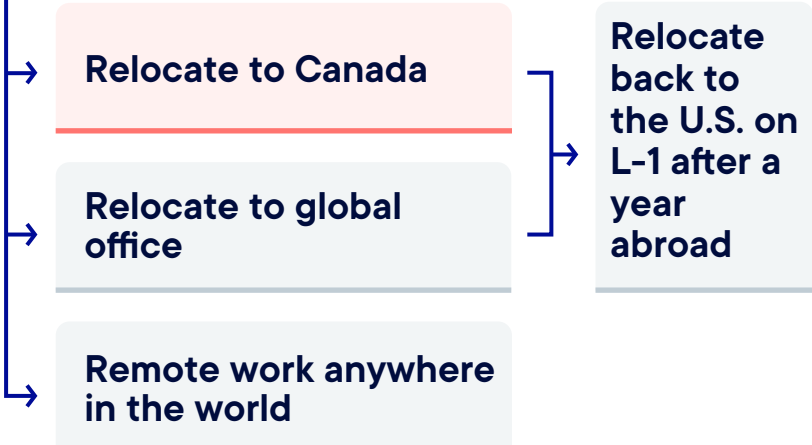 Relocate to Canada
Relocate to global
office
Remote work anywhere
in the world
Relocate
back to
the U.S. on
L-1 after a
year
abroad